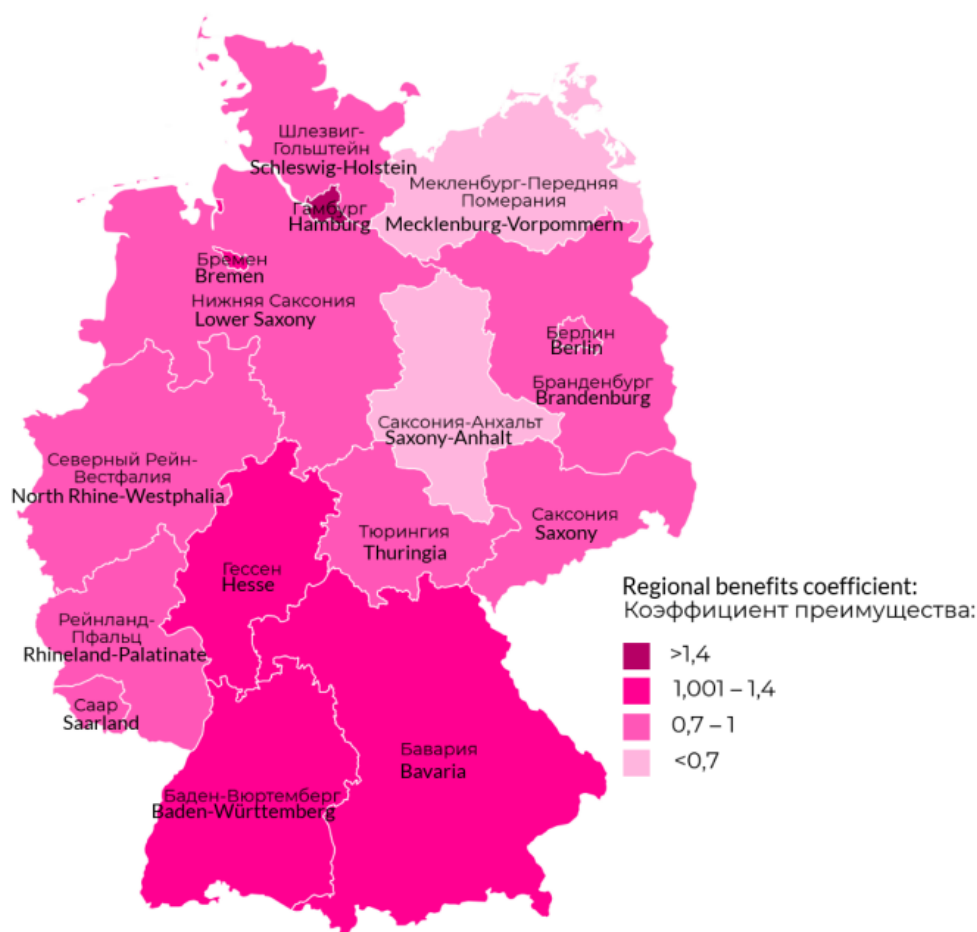 Шлезвиг-
Гольштейн
Schleswig-Holstein
Мекленбург-Передняя
Померания
Mecklenburg-Vorpommern
Гамбург
Hamburg
Бремен
Bremen
Нижняя Саксония
Lower Saxony
Берлин
Berlin
Бранденбург
Brandenburg
Саксония-Анхальт
Saxony-Anhalt
Северный Рейн-
Вестфалия
North Rhine-Westphalia
Тюрингия
Thuringia
Саксония
Saxony
Гессен
Hesse
Рейнланд-
Пфальц
Rhineland-Palatinate
Саар
Saarland
Бавария
Bavaria
Баден-Вюртемберг
Baden-Württemberg
Regional benefits coefficient:
Коэффициент преимущества:
>1,4
1,001 – 1,4
0,7 – 1
<0,7